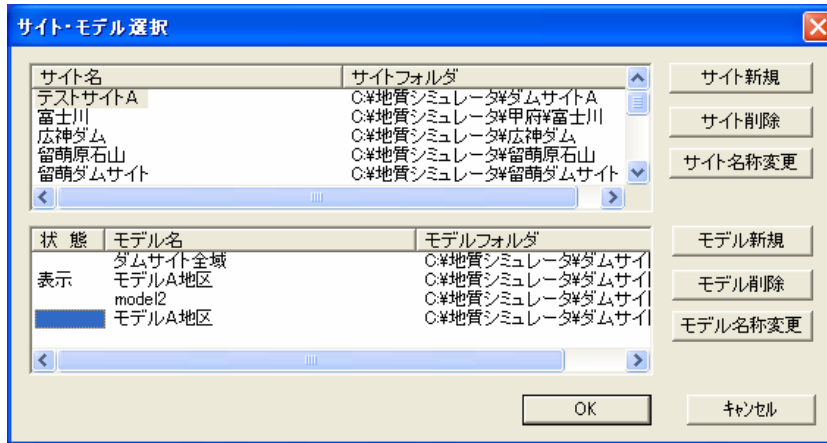 サイト・モデル選択
サイト名 サイトフォルダ
テストサイトA C:¥地質シミュレータ¥ダムサイトA
富士川 C:¥地質シミュレータ¥甲府¥富士川
広神ダム C:¥地質シミュレータ¥広神ダム
留萌原石山 C:¥地質シミュレータ¥留萌原石山
留萌ダムサイト C:¥地質シミュレータ¥留萌ダムサイト
サイト新規
サイト削除
サイト名称変更
状 態 モデル名 モデルフォルダ
ダムサイト全域 C:¥地質シミュレータ¥ダムサイ
表示 モデルA地区 C:¥地質シミュレータ¥ダムサイ
model2 C:¥地質シミュレータ¥ダムサイ
モデルA地区 C:¥地質シミュレータ¥ダムサイ
モデル新規
モデル削除
モデル名称変更
OK キャンセル